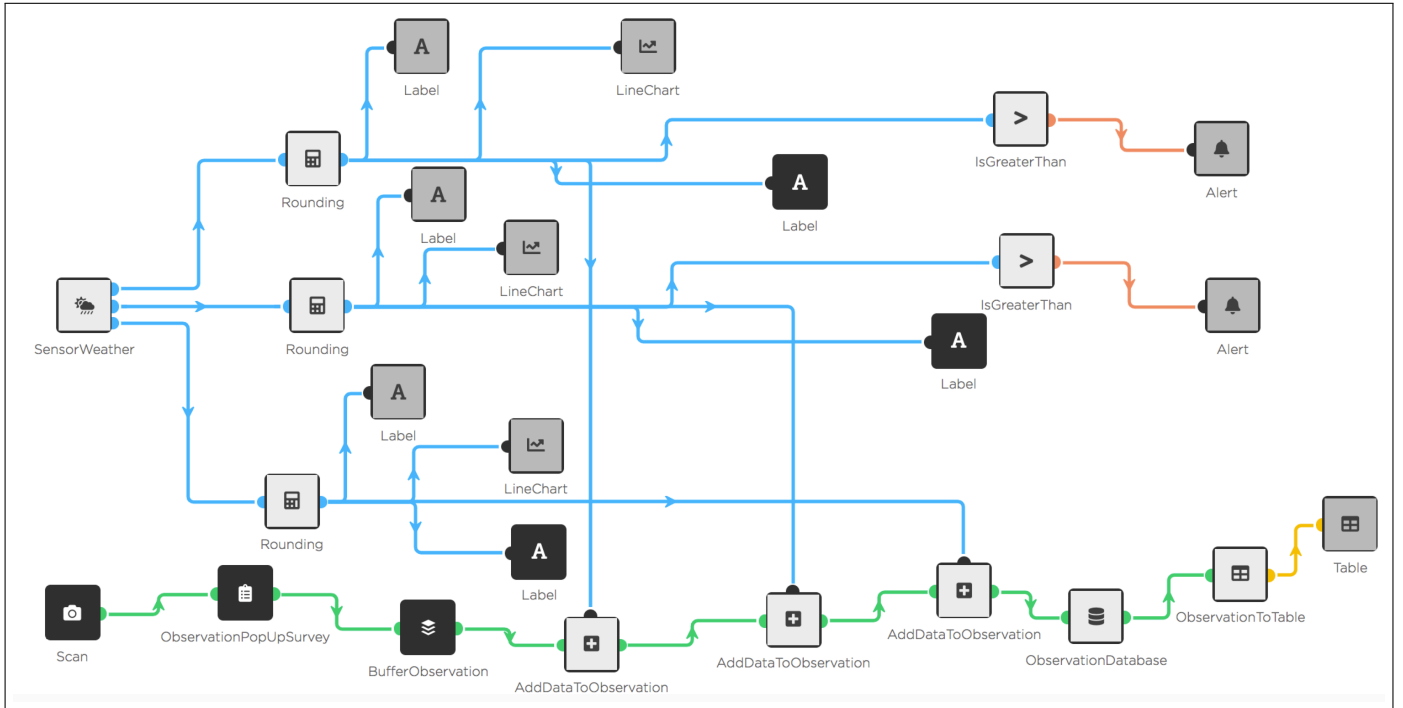 A
Label
LineChart
>
IsGreaterThan
Alert
Rounding
A
Label
A
Label
LineChart
>
IsGreaterThan
Alert
SensorWeather
Rounding
A
Label
A
Label
LineChart
Rounding
A
Label
Scan
ObservationPopUpSurvey
BufferObservation
AddDataToObservation
AddDataToObservation
AddDataToObservation
ObservationDatabase
ObservationToTable
Table